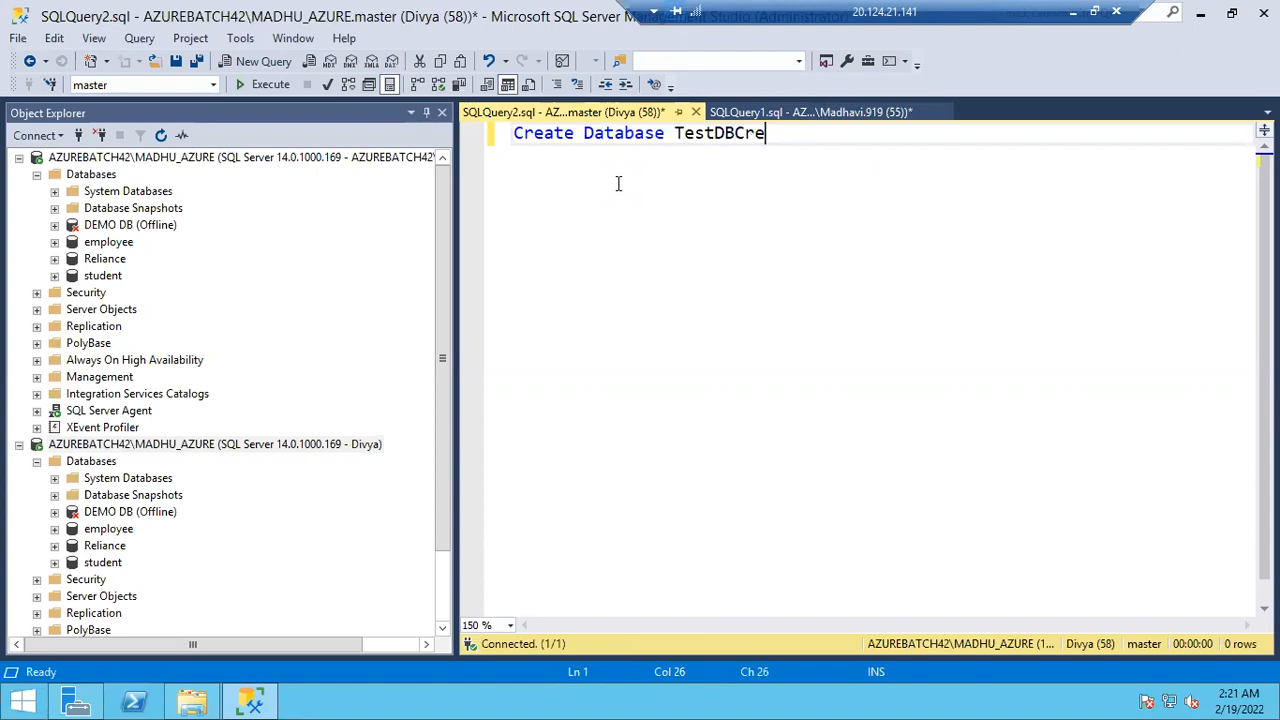 SQLQuery2.sql - AZUREBATCH42\MADHU_AZURE.master (Divya (58))* - Microsoft SQL Server Management Studio
20.124.21.141
File Edit View Query Project Tools Window Help
New Query
master Execute
Object Explorer
SQLQuery2.sql - AZ...master (Divya (58))* SQLQuery1.sql - AZ...\Madhavi.919 (55))*
Connect
Create Database TestDBCre
AZUREBATCH42\MADHU_AZURE (SQL Server 14.0.1000.169 - AZUREBATCH42\
Databases
System Databases
Database Snapshots
DEMO DB (Offline)
employee
Reliance
student
Security
Server Objects
Replication
PolyBase
Always On High Availability
Management
Integration Services Catalogs
SQL Server Agent
XEvent Profiler
AZUREBATCH42\MADHU_AZURE (SQL Server 14.0.1000.169 - Divya)
Databases
System Databases
Database Snapshots
DEMO DB (Offline)
employee
Reliance
student
Security
Server Objects
Replication
PolyBase
150 %
Connected. (1/1) AZUREBATCH42\MADHU_AZURE (1... Divya (58) master 00:00:00 0 rows
Ready Ln 1 Col 26 Ch 26 INS
2:21 AM
2/19/2022